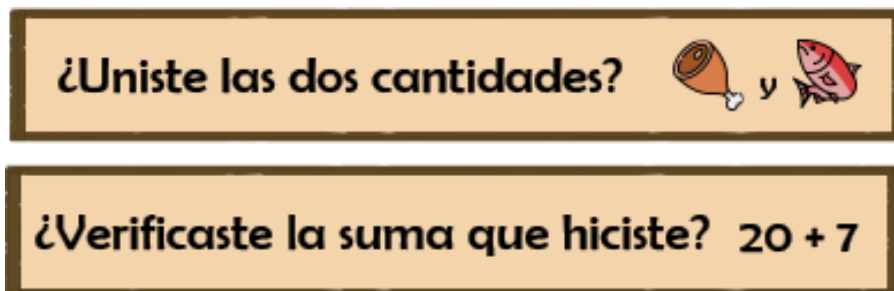 ¿Uniste las dos cantidades? y
¿Verificaste la suma que hiciste? 20 + 7